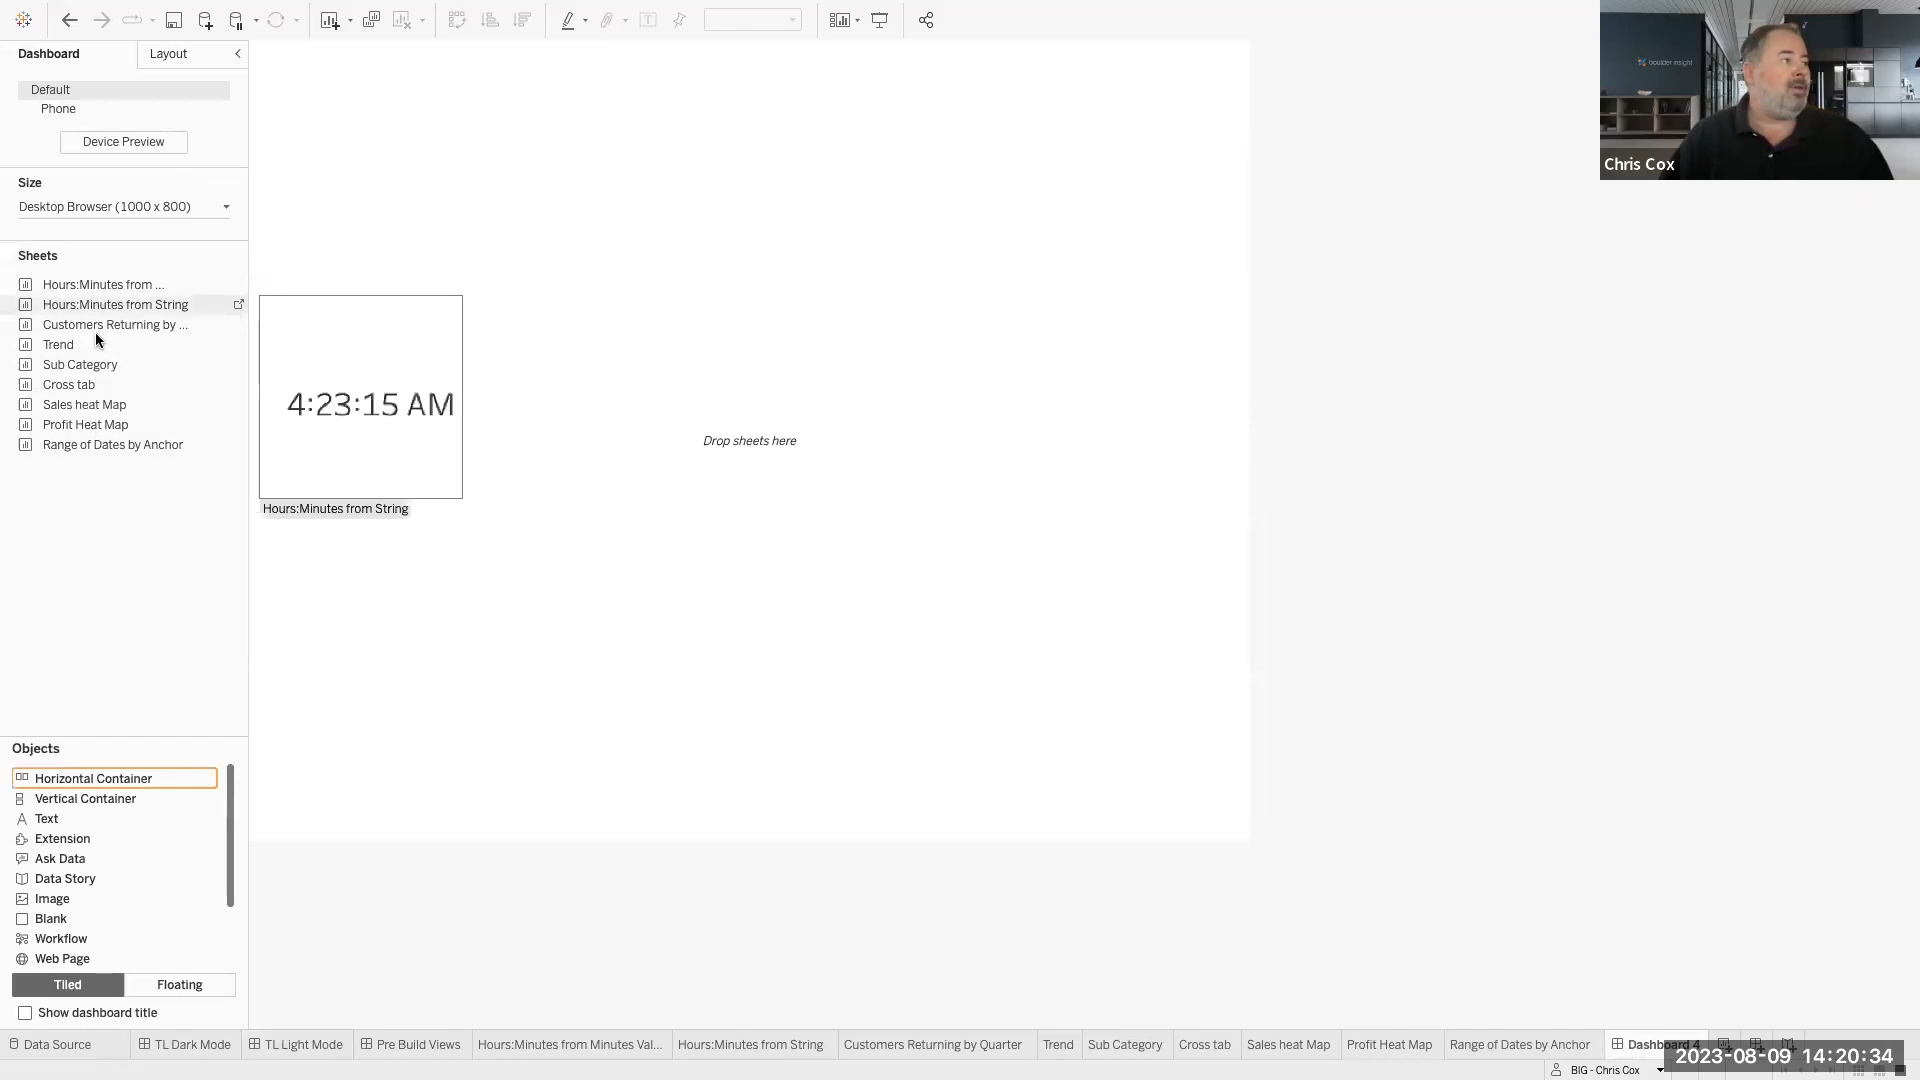 Dashboard
Layout
Default
Phone
Device Preview
Size
Desktop Browser (1000 x 800)
Sheets
Hours:Minutes from ...
Hours:Minutes from String
Customers Returning by ...
Trend
Sub Category
Cross tab
Sales heat Map
Profit Heat Map
Range of Dates by Anchor
4:23:15 AM
Hours:Minutes from String
Drop sheets here
boulder insight
Chris Cox
Objects
Horizontal Container
Vertical Container
Text
Extension
Ask Data
Data Story
Image
Blank
Workflow
Web Page
Tiled
Floating
Show dashboard title
Data Source
TL Dark Mode
TL Light Mode
Pre Build Views
Hours:Minutes from Minutes Val...
Hours:Minutes from String
Customers Returning by Quarter
Trend
Sub Category
Cross tab
Sales heat Map
Profit Heat Map
Range of Dates by Anchor
Dashboard 4
2023-08-09 14:20:34
BIG - Chris Cox